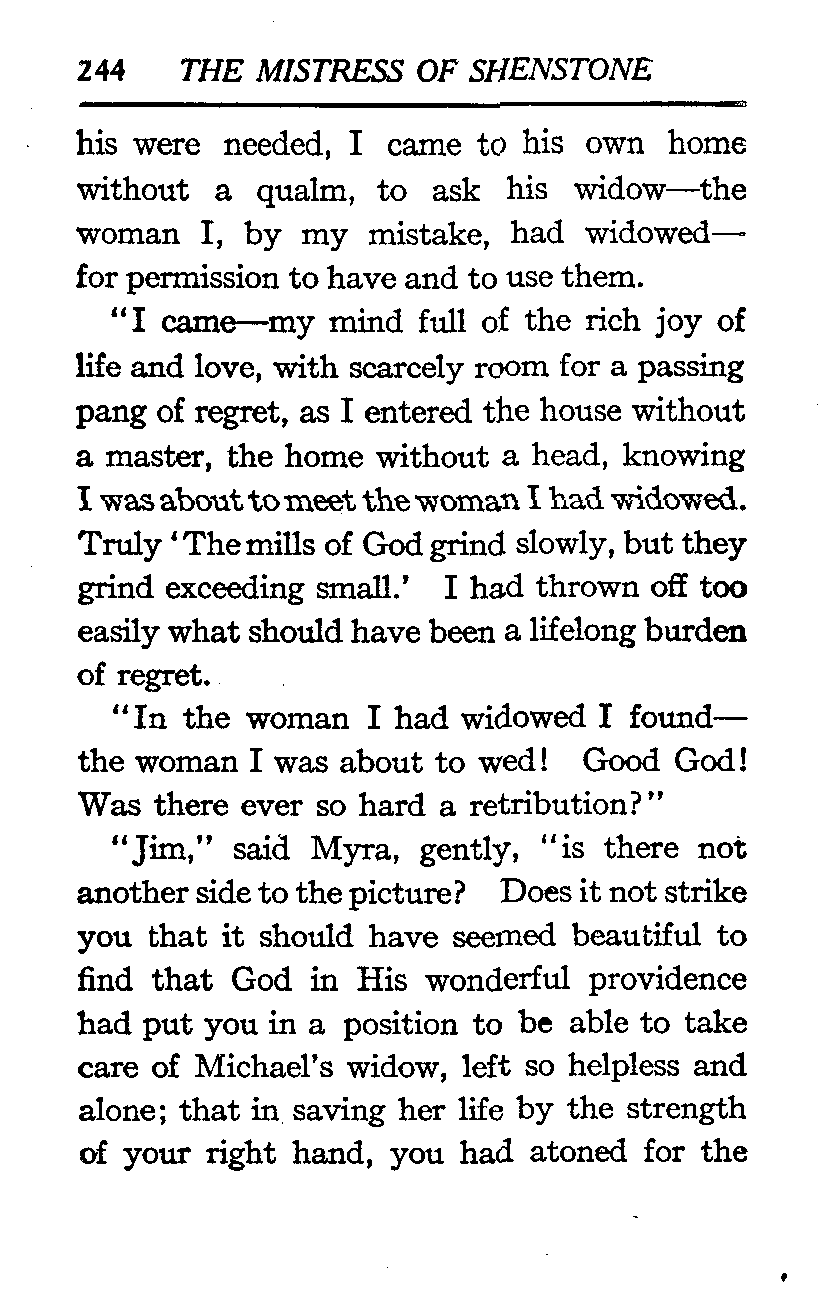 244 THE MISTRESS OF SHENSTONE
his were needed, I came to his own home
without a qualm, to ask his widow—the
woman I, by my mistake, had widowed—
for permission to have and to use them.
"I came—my mind full of the rich joy of
life and love, with scarcely room for a passing
pang of regret, as I entered the house without
a master, the home without a head, knowing
I was about to meet the woman I had widowed.
Truly 'The mills of God grind slowly, but they
grind exceeding small.' I had thrown off too
easily what should have been a lifelong burden
of regret.
"In the woman I had widowed I found—
the woman I was about to wed! Good God!
Was there ever so hard a retribution?"
"Jim," said Myra, gently, "is there not
another side to the picture? Does it not strike
you that it should have seemed beautiful to
find that God in His wonderful providence
had put you in a position to be able to take
care of Michael's widow, left so helpless and
alone; that in saving her life by the strength
of your right hand, you had atoned for the